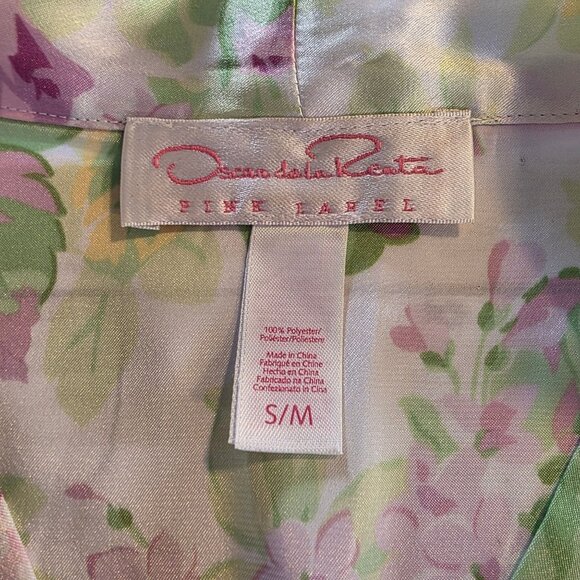 Oscar de la Renta
PINK LABEL
100% Polyester/
Poliéster/Poliestere
Made in China
Fabriqué en Chine
Hecho en China
Fabricado na China
Confezionato in Cina
S/M